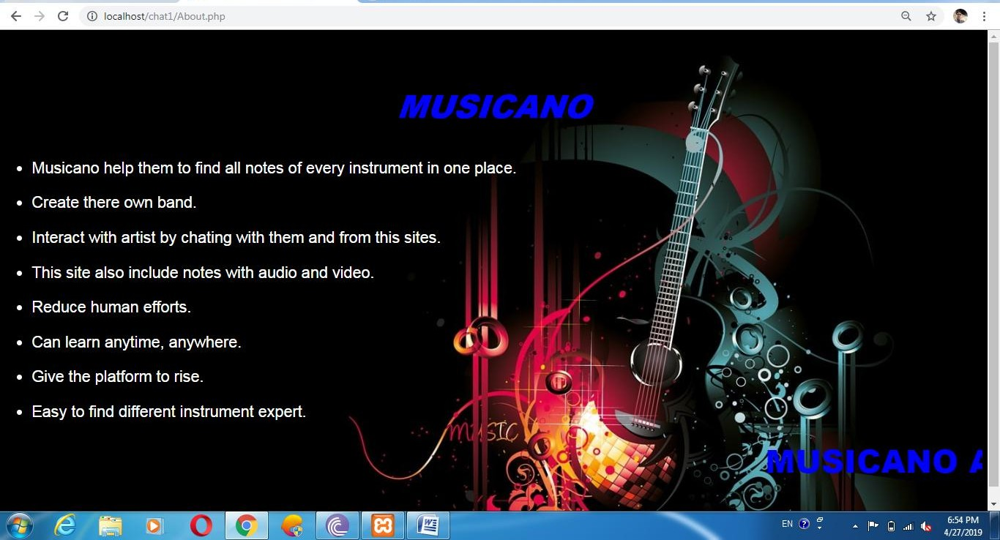 localhost/chat1/About.php
MUSICANO
• Musicano help them to find all notes of every instrument in one place.
• Create there own band.
• Interact with artist by chating with them and from this sites.
• This site also include notes with audio and video.
• Reduce human efforts.
• Can learn anytime, anywhere.
• Give the platform to rise.
• Easy to find different instrument expert.
MUSIC
MUSICANO A
EN
6:54 PM
4/27/2019